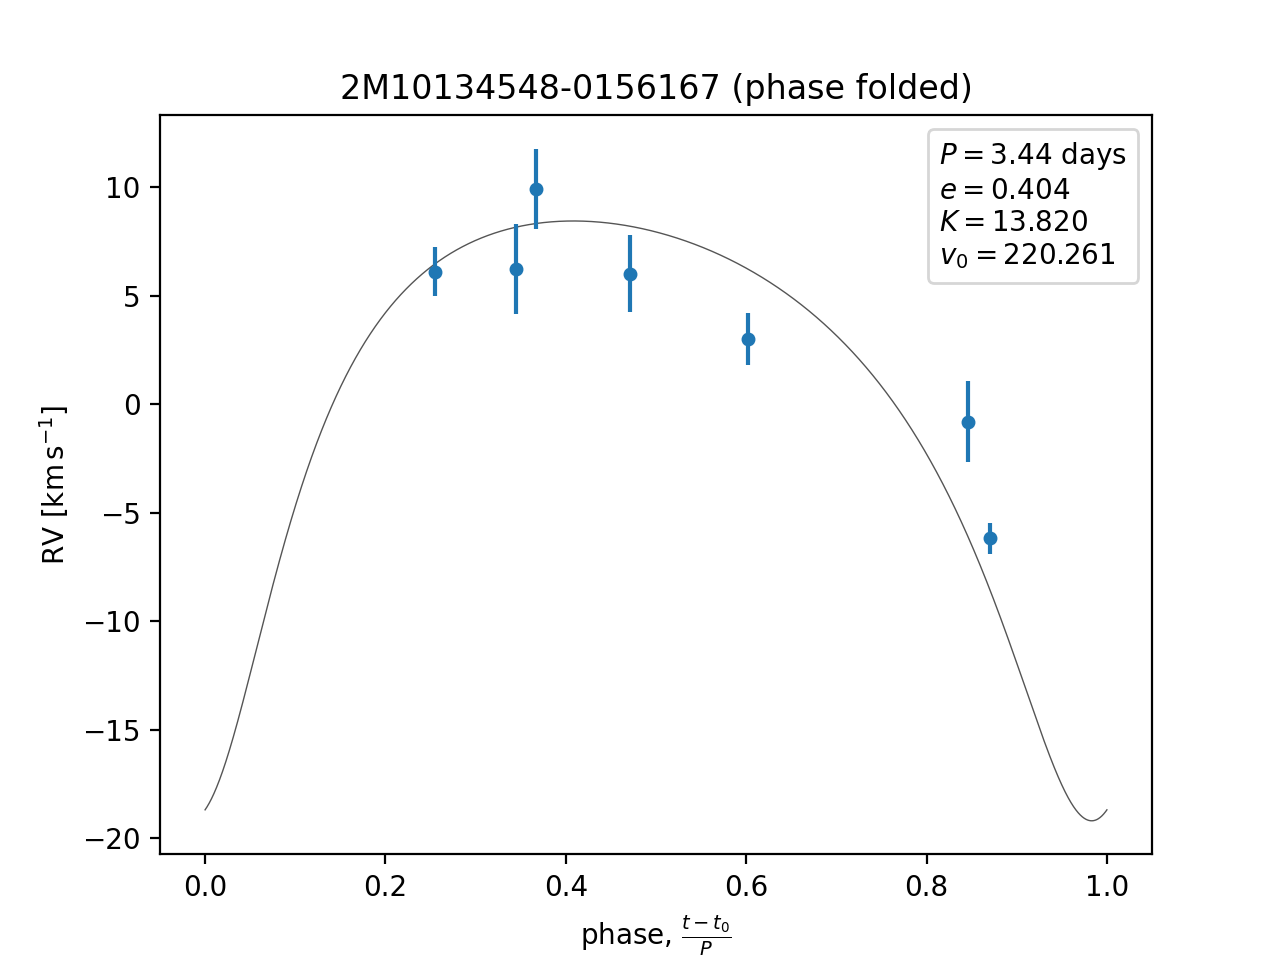 2M10134548-0156167 (phase folded)
P = 3.44 days
e = 0.404
K = 13.820
v₀ = 220.261
RV [km s⁻¹]
10
5
0
−5
−10
−15
−20
0.0 0.2 0.4 0.6 0.8 1.0
phase, (t − t₀)/P